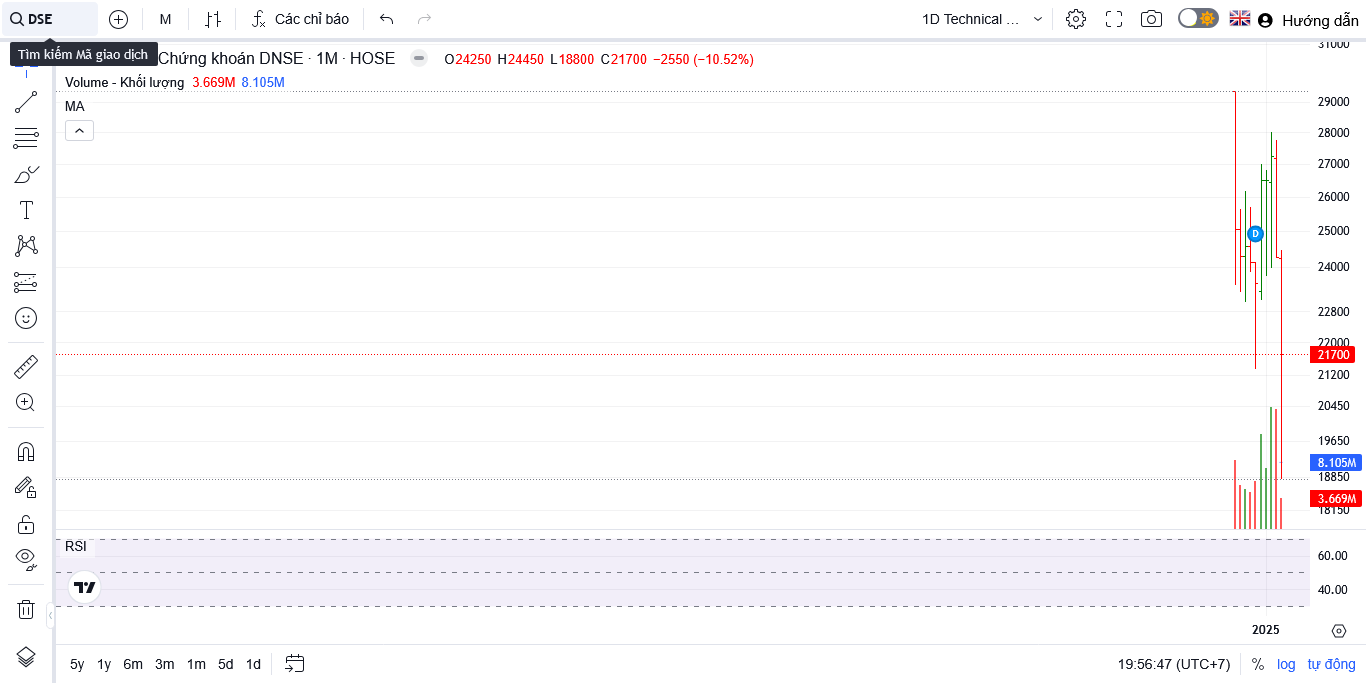 DSE
M
Các chỉ báo
1D Technical ...
Hướng dẫn
Tìm kiếm Mã giao dịch
Chứng khoán DNSE · 1M · HOSE
O24250 H24450 L18800 C21700 −2550 (−10.52%)
Volume - Khối lượng 3.669M 8.105M
MA
31000
29000
28000
27000
26000
25000
D
24000
22800
22000
21700
21200
20450
19650
8.105M
18850
3.669M
18150
RSI
60.00
40.00
2025
5y 1y 6m 3m 1m 5d 1d
19:56:47 (UTC+7)
% log tự động